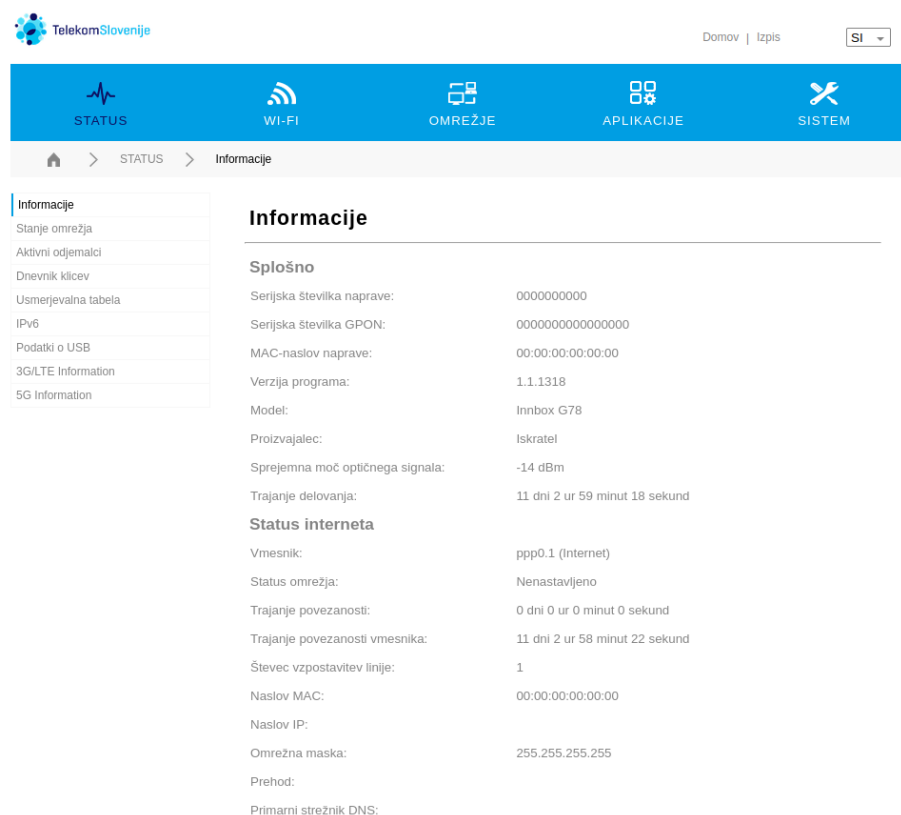 TelekomSlovenije
Domov | Izpis
SI
STATUS WI-FI OMREŽJE APLIKACIJE SISTEM
STATUS Informacije
Informacije
Stanje omrežja
Aktivni odjemalci
Dnevnik klicev
Usmerjevalna tabela
IPv6
Podatki o USB
3G/LTE Information
5G Information
Informacije
Splošno
Serijska številka naprave: 0000000000
Serijska številka GPON: 0000000000000000
MAC-naslov naprave: 00:00:00:00:00:00
Verzija programa: 1.1.1318
Model: Innbox G78
Proizvajalec: Iskratel
Sprejemna moč optičnega signala: -14 dBm
Trajanje delovanja: 11 dni 2 ur 59 minut 18 sekund
Status interneta
Vmesnik: ppp0.1 (Internet)
Status omrežja: Nenastavljeno
Trajanje povezanosti: 0 dni 0 ur 0 minut 0 sekund
Trajanje povezanosti vmesnika: 11 dni 2 ur 58 minut 22 sekund
Števec vzpostavitev linije: 1
Naslov MAC: 00:00:00:00:00:00
Naslov IP:
Omrežna maska: 255.255.255.255
Prehod:
Primarni strežnik DNS: